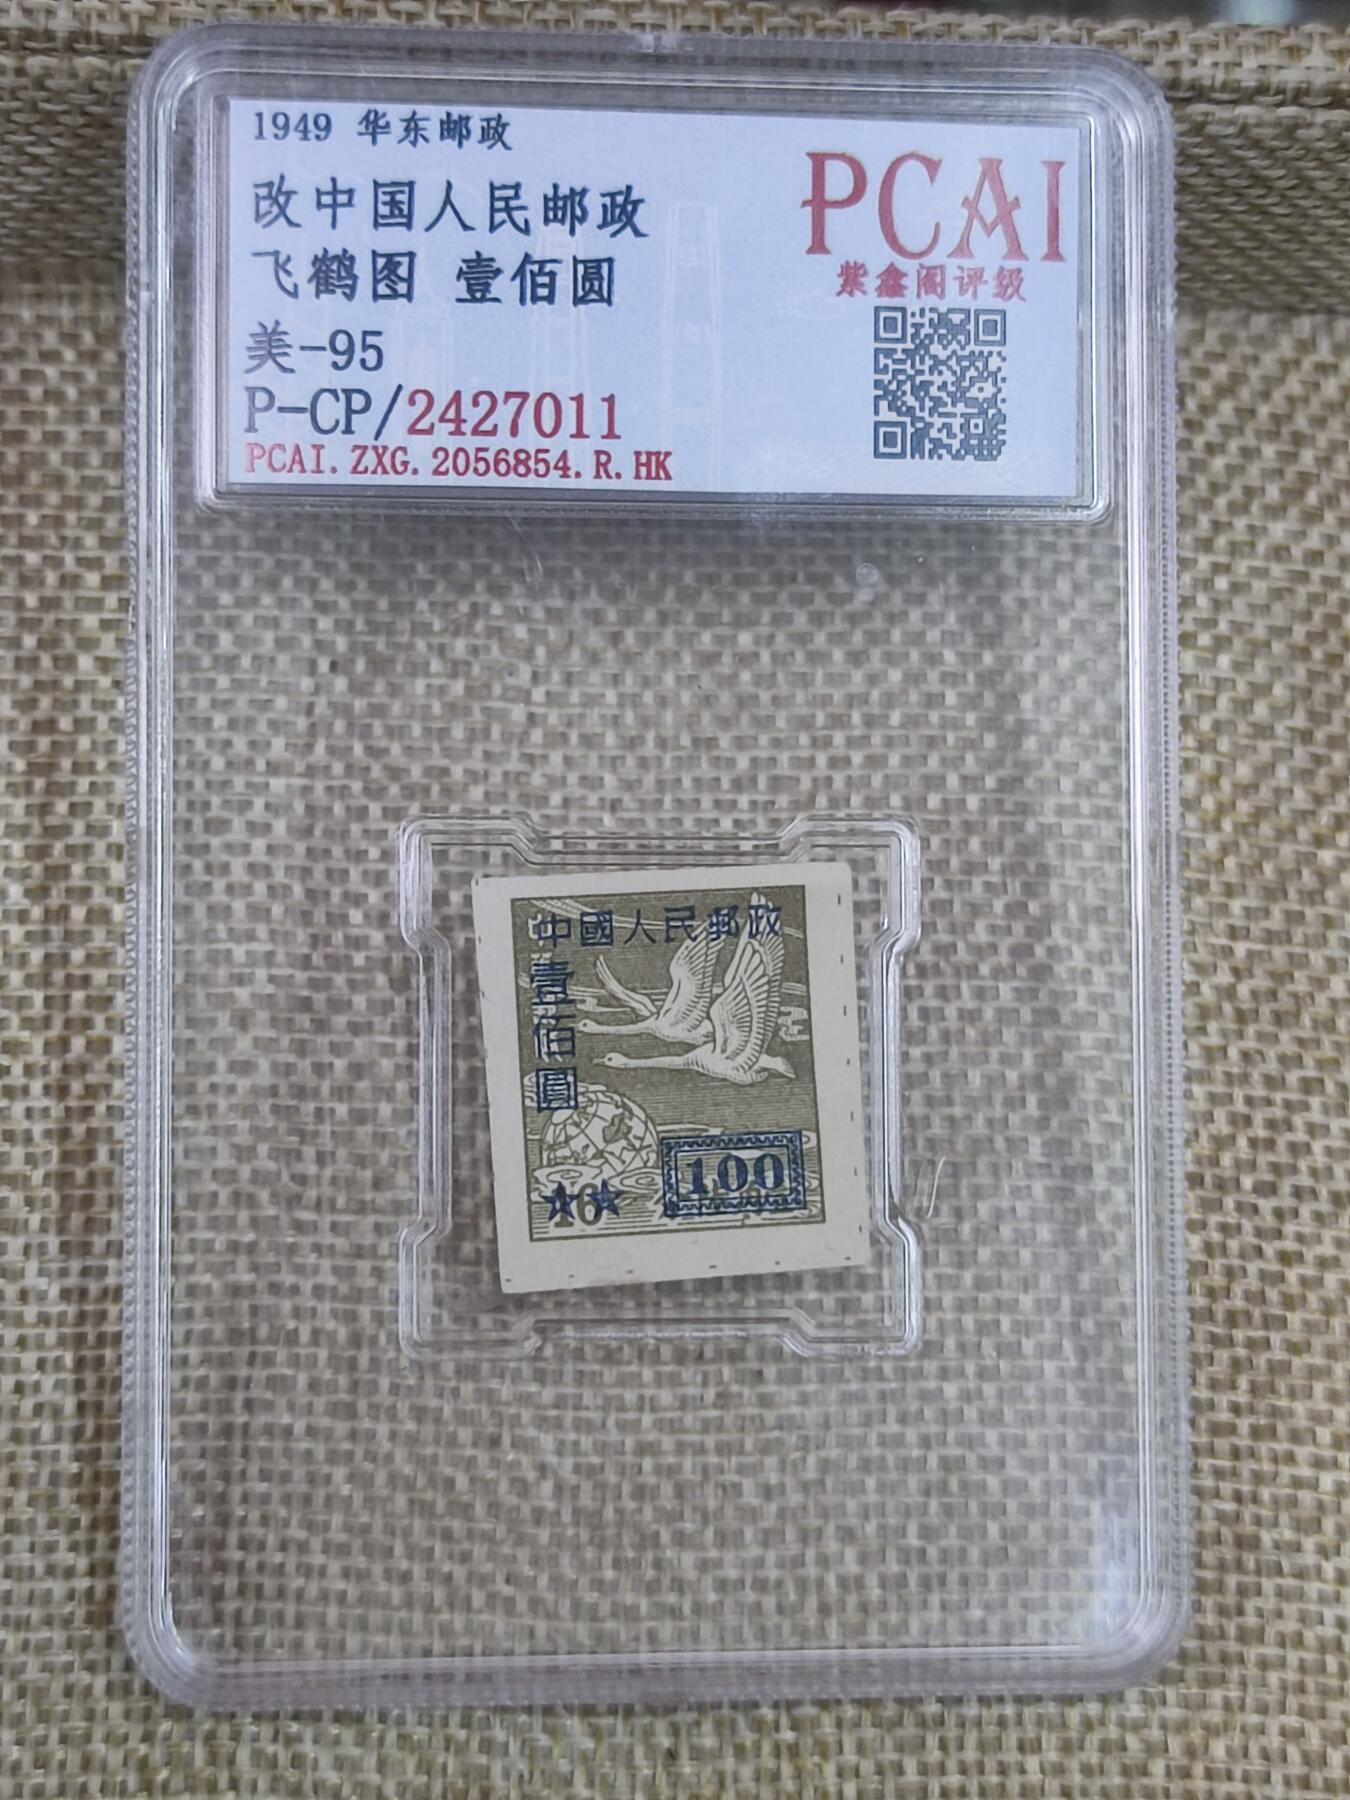 1949 华东邮政
改中国人民邮政
飞鹤图 壹佰圆
美-95
P-CP/2427011
PCAI.ZXG.2056854.R.HK
PCAI
紫鑫阁评级
中國人民郵政
壹佰圓
16
100